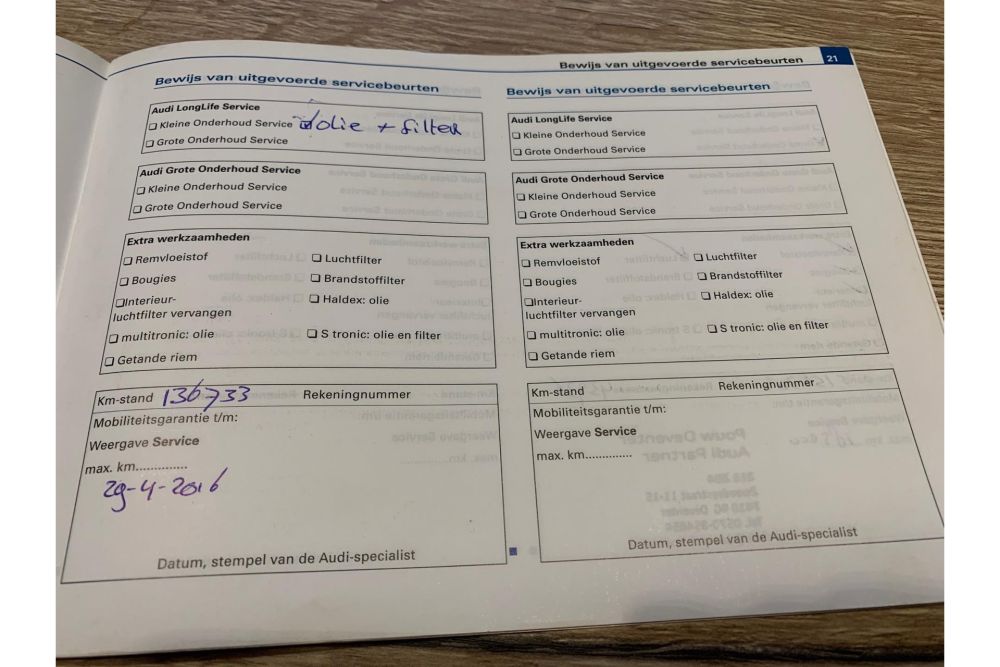 Bewijs van uitgevoerde servicebeurten 21
Bewijs van uitgevoerde servicebeurten
Audi LongLife Service
Kleine Onderhoud Service olie + filter
Grote Onderhoud Service
Audi Grote Onderhoud Service
Kleine Onderhoud Service
Grote Onderhoud Service
Extra werkzaamheden
Remvloeistof Luchtfilter
Bougies Brandstoffilter
Interieur- Haldex: olie
luchtfilter vervangen
multitronic: olie S tronic: olie en filter
Getande riem
Km-stand 136733 Rekeningnummer
Mobiliteitsgarantie t/m:
Weergave Service
max. km..............
29-4-2016
Datum, stempel van de Audi-specialist
Bewijs van uitgevoerde servicebeurten
Audi LongLife Service
Kleine Onderhoud Service
Grote Onderhoud Service
Audi Grote Onderhoud Service
Kleine Onderhoud Service
Grote Onderhoud Service
Extra werkzaamheden
Remvloeistof Luchtfilter
Bougies Brandstoffilter
Interieur- Haldex: olie
luchtfilter vervangen
multitronic: olie S tronic: olie en filter
Getande riem
Km-stand Rekeningnummer
Mobiliteitsgarantie t/m:
Weergave Service
max. km..............
Datum, stempel van de Audi-specialist